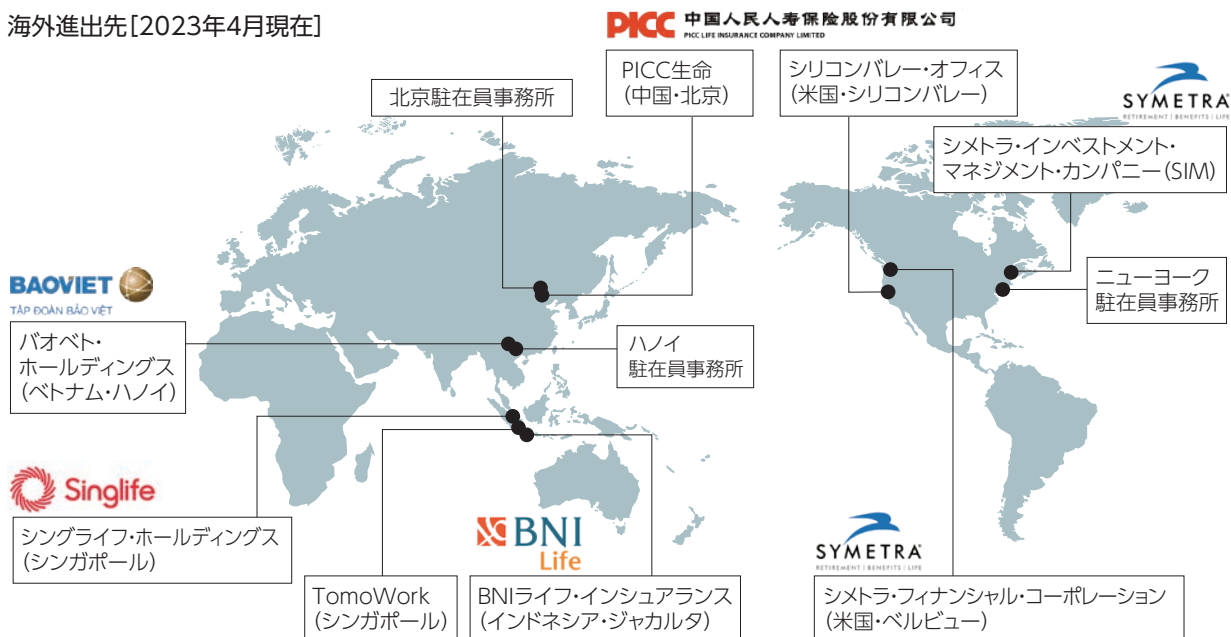 海外進出先[2023年4月現在]
PICC 中国人民人寿保险股份有限公司
PICC LIFE INSURANCE COMPANY LIMITED
北京駐在員事務所
PICC生命
(中国・北京)
シリコンバレー・オフィス
(米国・シリコンバレー)
SYMETRA
RETIREMENT | BENEFITS | LIFE
シメトラ・インベストメント・
マネジメント・カンパニー(SIM)
BAOVIET
TẬP ĐOÀN BẢO VIỆT
バオベト・
ホールディングス
(ベトナム・ハノイ)
ハノイ
駐在員事務所
ニューヨーク
駐在員事務所
Singlife
シングライフ・ホールディングス
(シンガポール)
TomoWork
(シンガポール)
BNI
Life
BNIライフ・インシュアランス
(インドネシア・ジャカルタ)
SYMETRA
RETIREMENT | BENEFITS | LIFE
シメトラ・フィナンシャル・コーポレーション
(米国・ベルビュー)